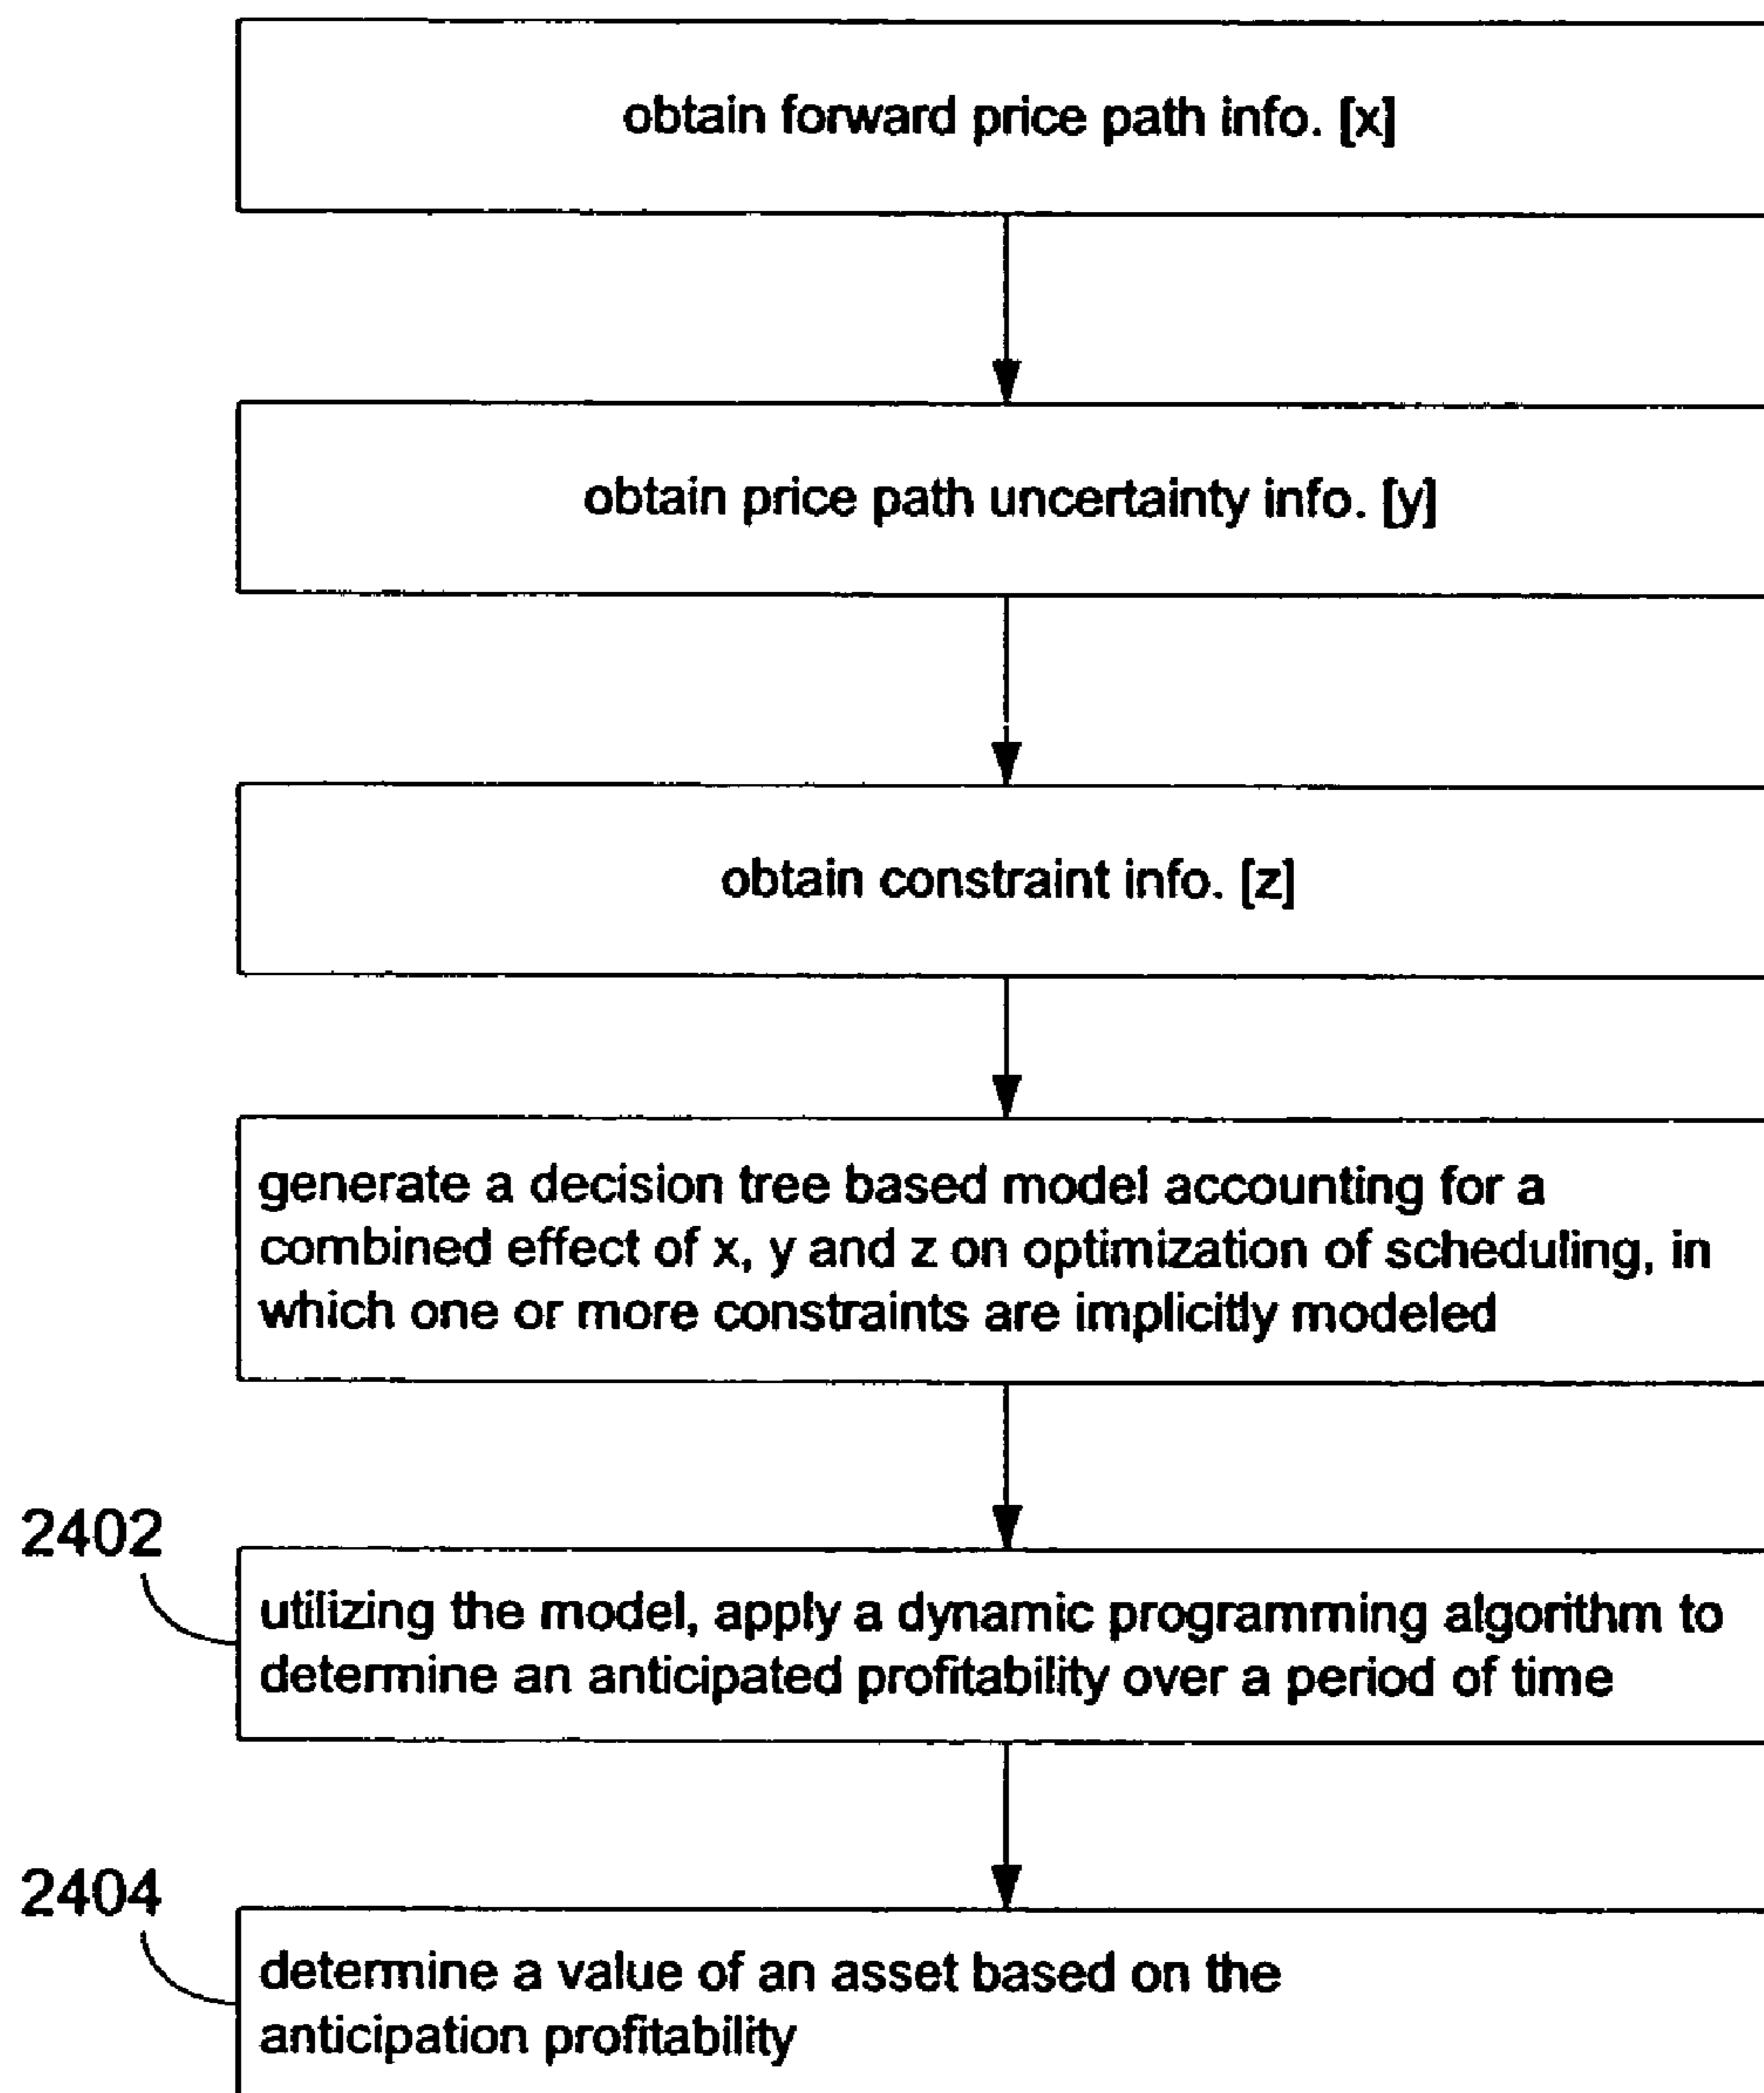 obtain forward price path info. [x]
obtain price path uncertainty info. [y]
obtain constraint info. [z]
generate a decision tree based model accounting for a
combined effect of x, y and z on optimization of scheduling, in
which one or more constraints are implicitly modeled
2402
utilizing the model, apply a dynamic programming algorithm to
determine an anticipated profitability over a period of time
2404
determine a value of an asset based on the
anticipation profitability